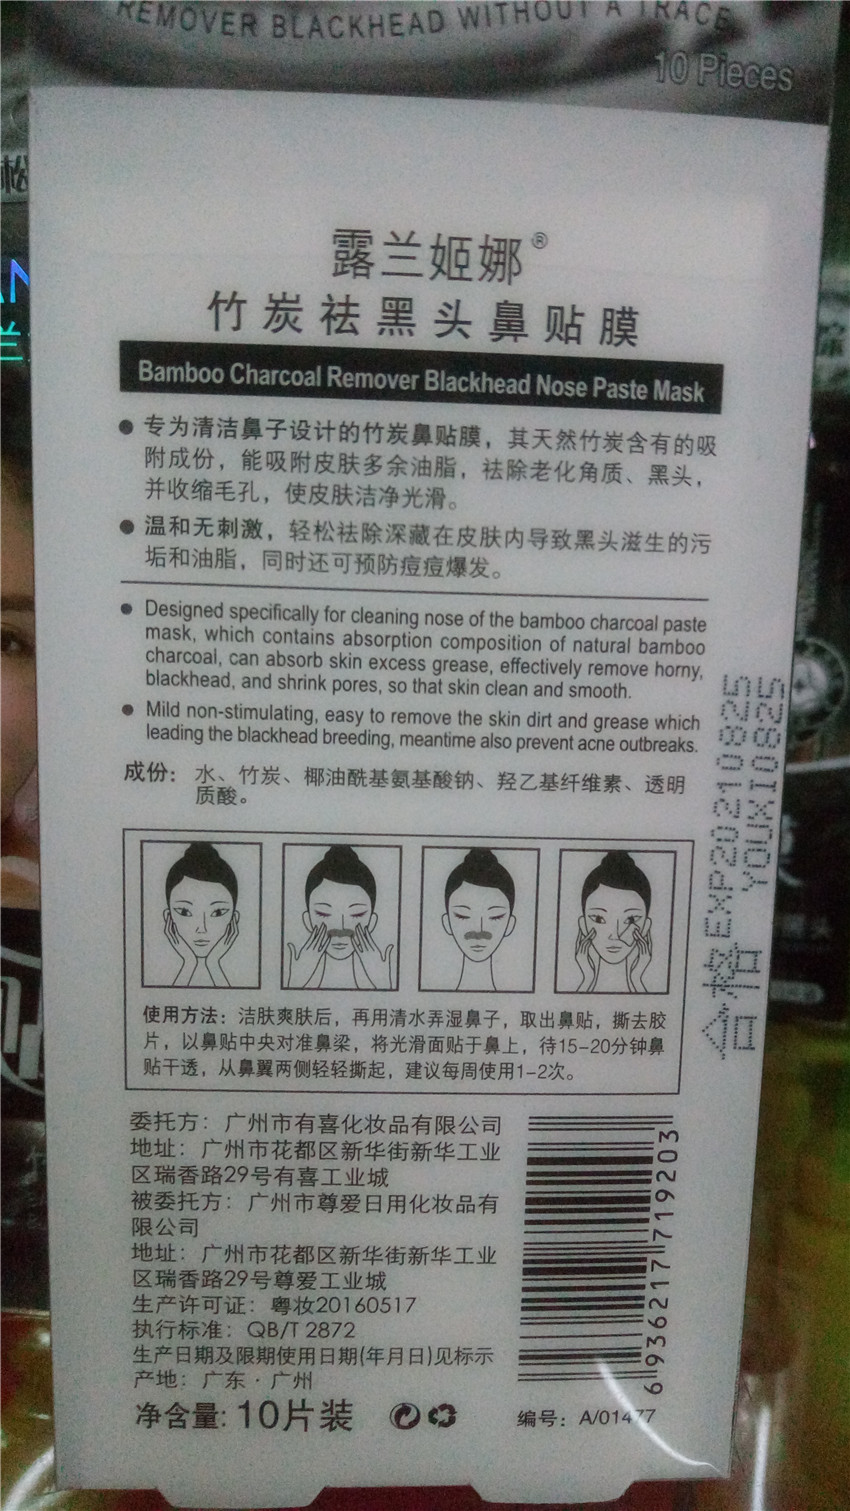 REMOVER BLACKHEAD WITHOUT A TRACE
10 Pieces
露兰姬娜®
竹炭祛黑头鼻贴膜
Bamboo Charcoal Remover Blackhead Nose Paste Mask
● 专为清洁鼻子设计的竹炭鼻贴膜，其天然竹炭含有的吸
附成份，能吸附皮肤多余油脂，祛除老化角质、黑头，
并收缩毛孔，使皮肤洁净光滑。
● 温和无刺激，轻松祛除深藏在皮肤内导致黑头滋生的污
垢和油脂，同时还可预防痘痘爆发。
● Designed specifically for cleaning nose of the bamboo charcoal paste
mask, which contains absorption composition of natural bamboo
charcoal, can absorb skin excess grease, effectively remove horny,
blackhead, and shrink pores, so that skin clean and smooth.
● Mild non-stimulating, easy to remove the skin dirt and grease which
leading the blackhead breeding, meantime also prevent acne outbreaks.
成份：水、竹炭、椰油酰基氨基酸钠、羟乙基纤维素、透明
质酸。
合格 EXP20210825
YOUXI0825
使用方法：洁肤爽肤后，再用清水弄湿鼻子，取出鼻贴，撕去胶
片，以鼻贴中央对准鼻梁，将光滑面贴于鼻上，待15-20分钟鼻
贴干透，从鼻翼两侧轻轻撕起，建议每周使用1-2次。
委托方：广州市有喜化妆品有限公司
地址：广州市花都区新华街新华工业
区瑞香路29号有喜工业城
被委托方：广州市尊爱日用化妆品有
限公司
地址：广州市花都区新华街新华工业
区瑞香路29号尊爱工业城
生产许可证：粤妆20160517
执行标准：QB/T 2872
生产日期及限期使用日期(年月日)见标示
产地：广东·广州
净含量：10片装
6936217719203
编号：A/01477